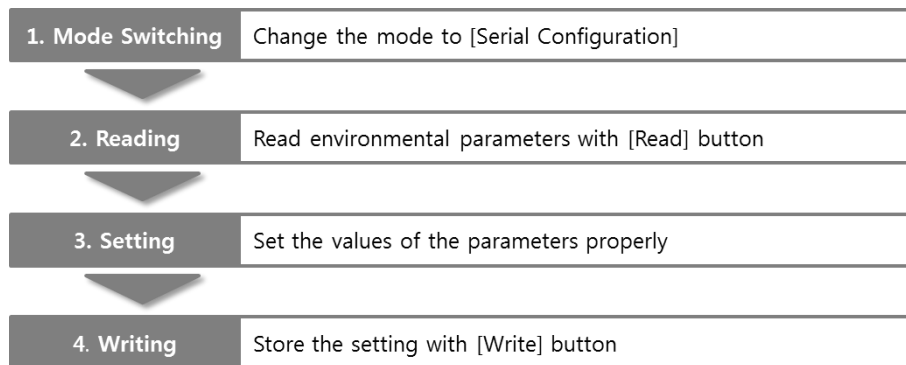 1. Mode Switching Change the mode to [Serial Configuration]
2. Reading Read environmental parameters with [Read] button
3. Setting Set the values of the parameters properly
4. Writing Store the setting with [Write] button